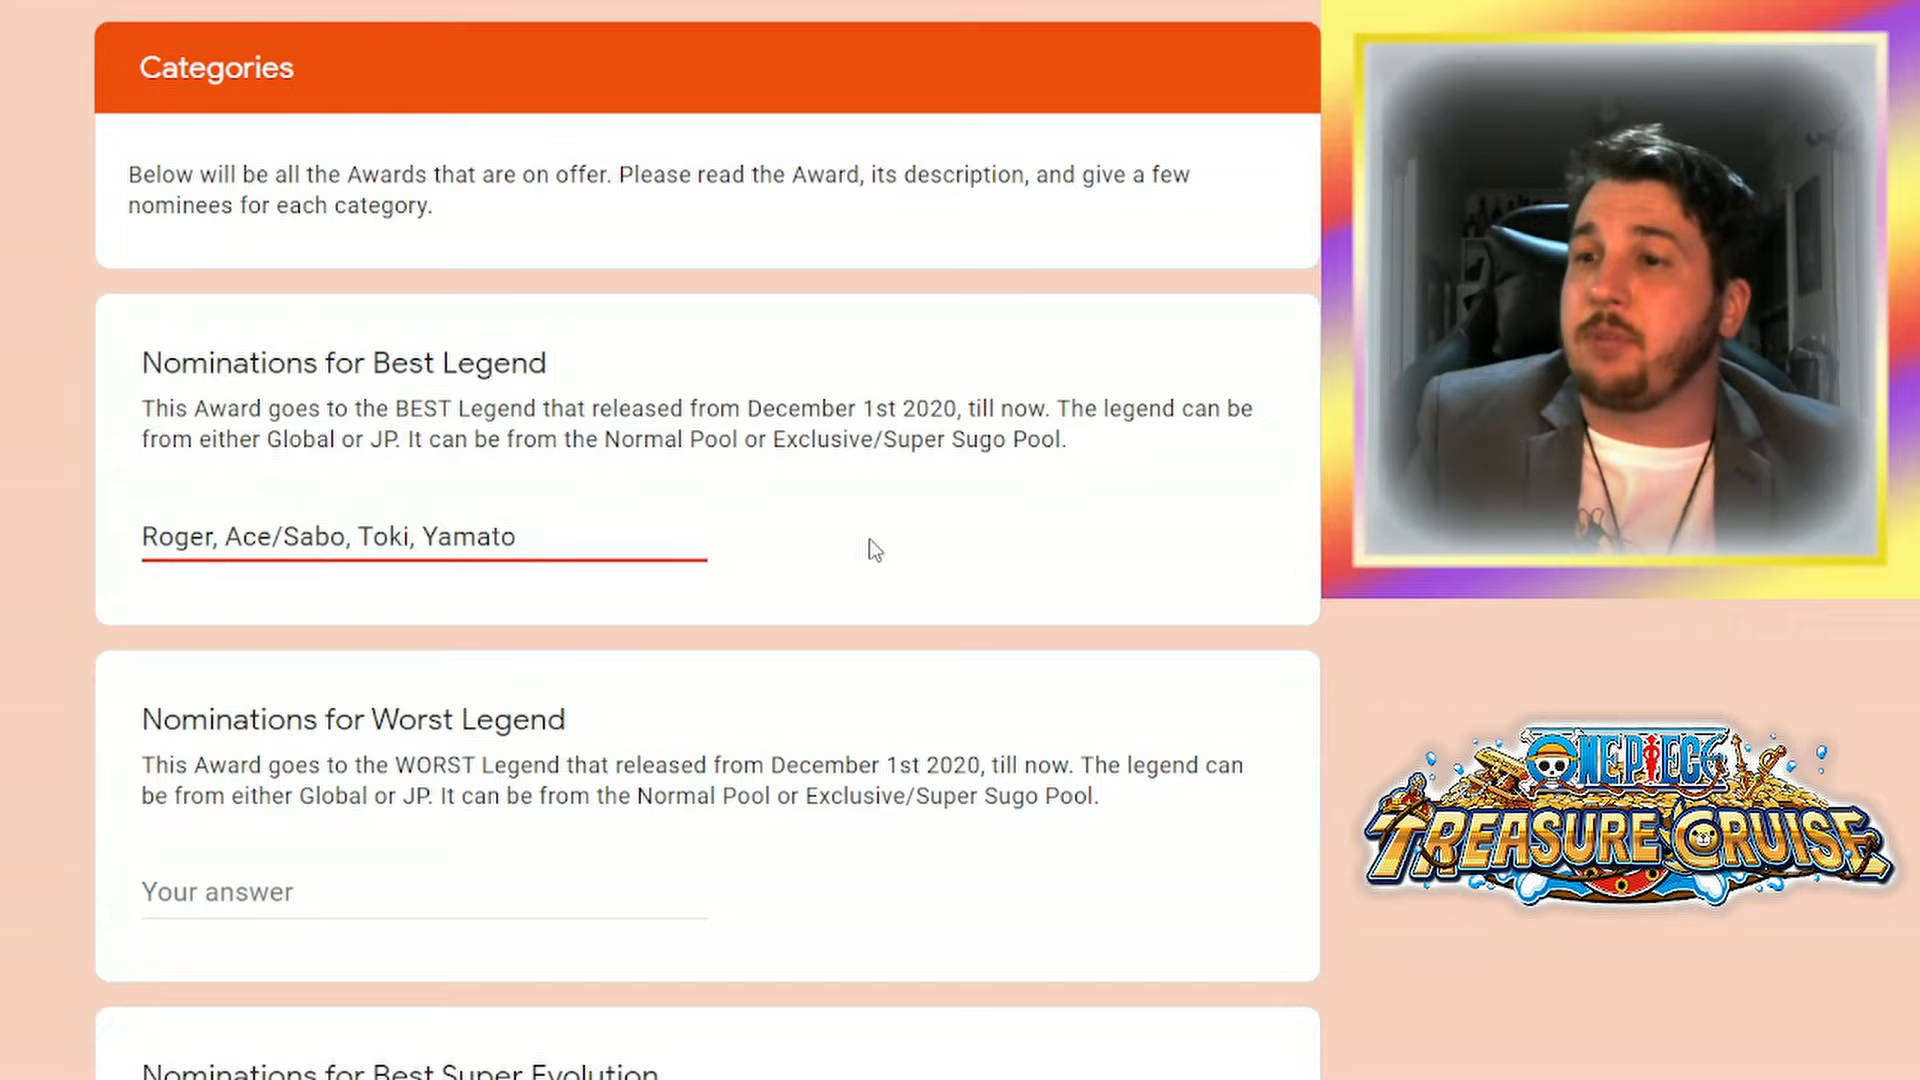 Categories
Below will be all the Awards that are on offer. Please read the Award, its description, and give a few
nominees for each category.
Nominations for Best Legend
This Award goes to the BEST Legend that released from December 1st 2020, till now. The legend can be
from either Global or JP. It can be from the Normal Pool or Exclusive/Super Sugo Pool.
Roger, Ace/Sabo, Toki, Yamato
Nominations for Worst Legend
This Award goes to the WORST Legend that released from December 1st 2020, till now. The legend can
be from either Global or JP. It can be from the Normal Pool or Exclusive/Super Sugo Pool.
Your answer
Nominations for Best Super Evolution
ONE PIECE
TREASURE CRUISE